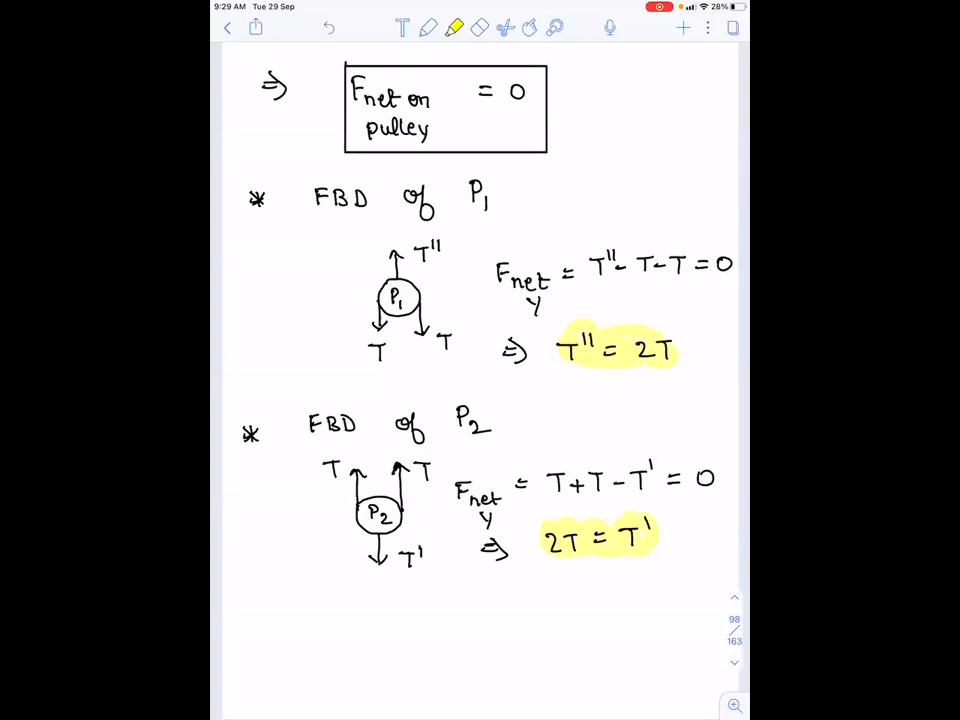 9:29 AM Tue 29 Sep 28%
⇒ Fnet on pulley = 0
* FBD of P1
T''
P1
T T
Fnet y = T'' - T - T = 0
⇒ T'' = 2T
* FBD of P2
T T
P2
T'
Fnet y = T + T - T' = 0
⇒ 2T = T'
98
/
163